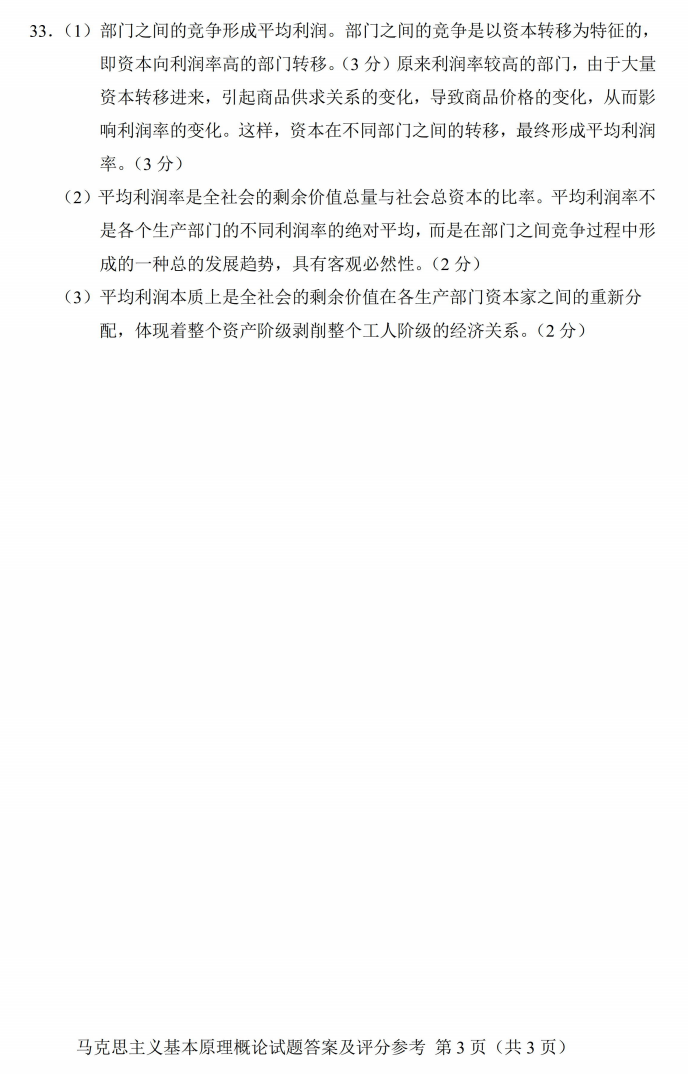 33．（1）部门之间的竞争形成平均利润。部门之间的竞争是以资本转移为特征的，
即资本向利润率高的部门转移。（3 分）原来利润率较高的部门，由于大量
资本转移进来，引起商品供求关系的变化，导致商品价格的变化，从而影
响利润率的变化。这样，资本在不同部门之间的转移，最终形成平均利润
率。（3 分）
（2）平均利润率是全社会的剩余价值总量与社会总资本的比率。平均利润率不
是各个生产部门的不同利润率的绝对平均，而是在部门之间竞争过程中形
成的一种总的发展趋势，具有客观必然性。（2 分）
（3）平均利润本质上是全社会的剩余价值在各生产部门资本家之间的重新分
配，体现着整个资产阶级剥削整个工人阶级的经济关系。（2 分）
马克思主义基本原理概论试题答案及评分参考 第 3 页（共 3 页）